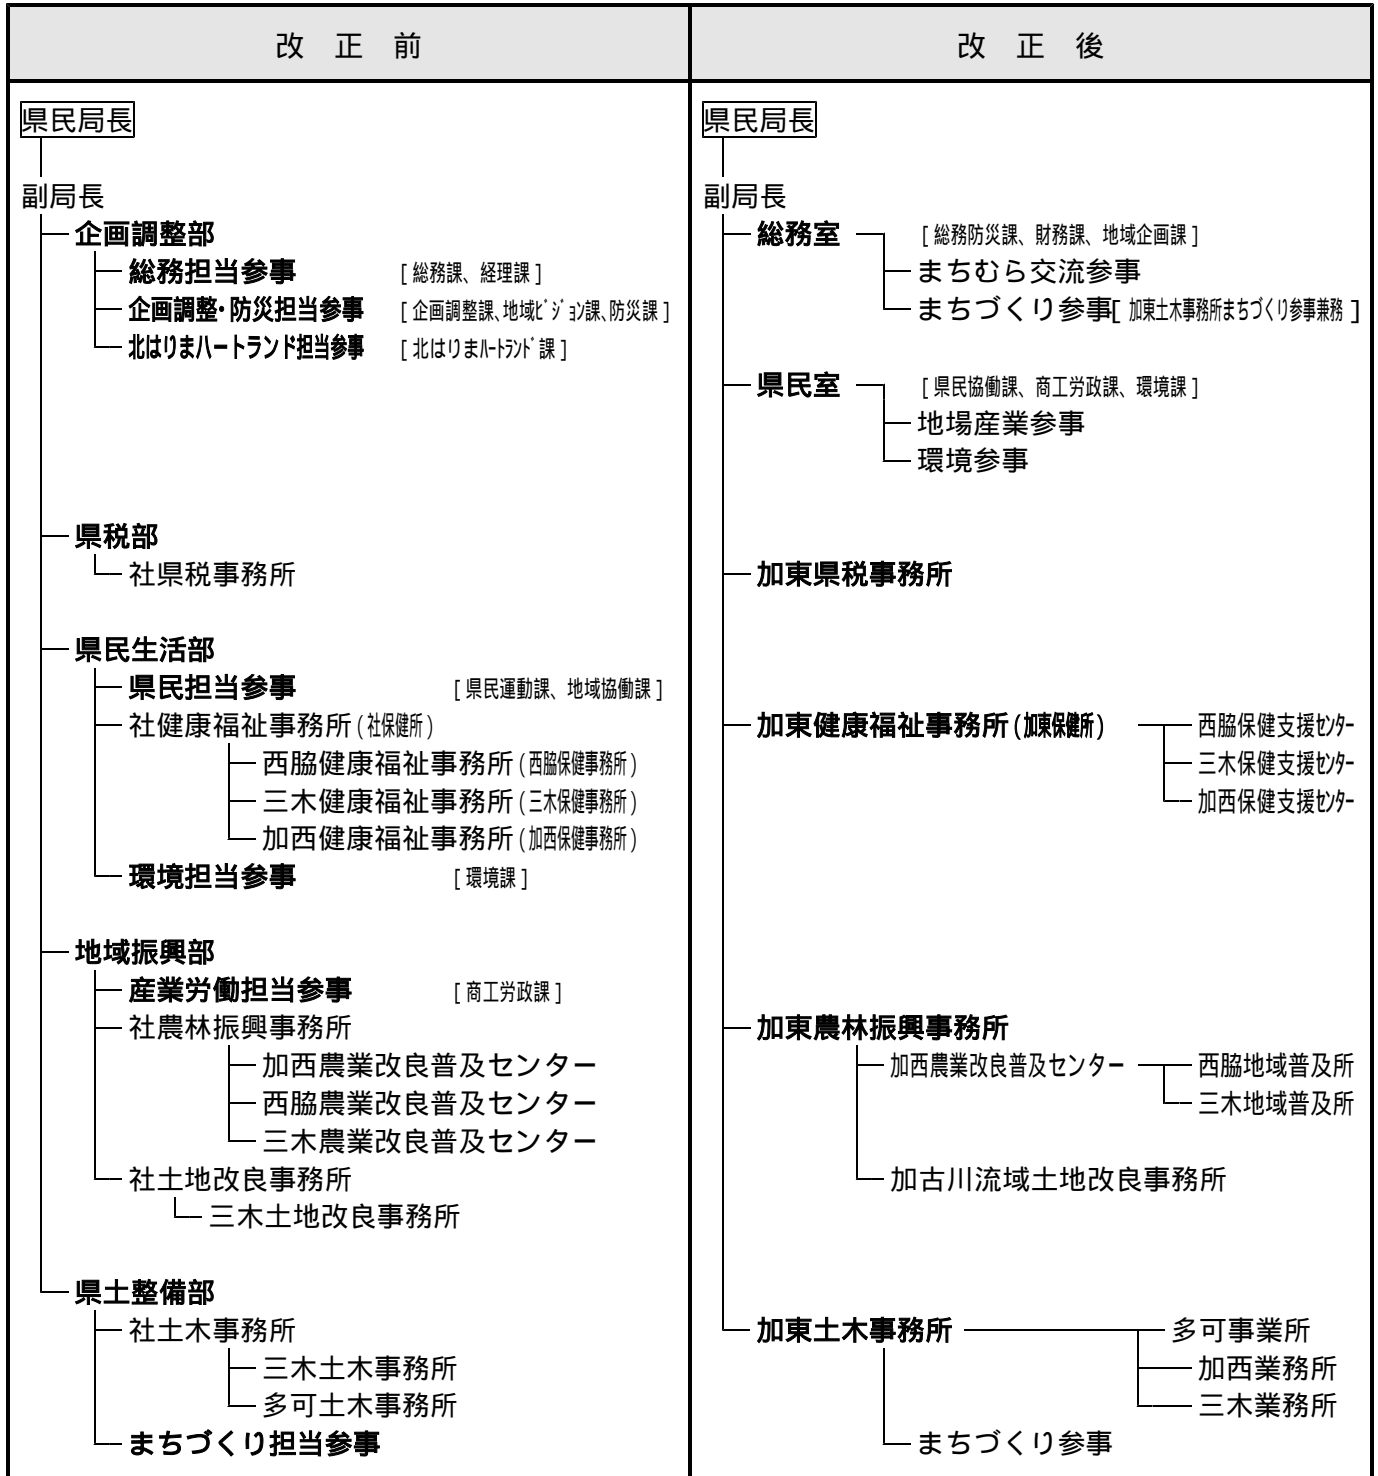 改　正　前
県民局長
副局長
企画調整部
総務担当参事　[ 総務課、経理課 ]
企画調整・防災担当参事　[ 企画調整課、地域ﾋﾞｼﾞｮﾝ課、防災課 ]
北はりまハートランド担当参事　[ 北はりまﾊｰﾄﾗﾝﾄﾞ課 ]
県税部
社県税事務所
県民生活部
県民担当参事　[ 県民運動課、地域協働課 ]
社健康福祉事務所(社保健所)
西脇健康福祉事務所(西脇保健事務所)
三木健康福祉事務所(三木保健事務所)
加西健康福祉事務所(加西保健事務所)
環境担当参事　[ 環境課 ]
地域振興部
産業労働担当参事　[ 商工労政課 ]
社農林振興事務所
加西農業改良普及センター
西脇農業改良普及センター
三木農業改良普及センター
社土地改良事務所
三木土地改良事務所
県土整備部
社土木事務所
三木土木事務所
多可土木事務所
まちづくり担当参事
改　正　後
県民局長
副局長
総務室　[ 総務防災課、財務課、地域企画課 ]
まちむら交流参事
まちづくり参事[ 加東土木事務所まちづくり参事兼務 ]
県民室　[ 県民協働課、商工労政課、環境課 ]
地場産業参事
環境参事
加東県税事務所
加東健康福祉事務所(加東保健所)　西脇保健支援ｾﾝﾀｰ
三木保健支援ｾﾝﾀｰ
加西保健支援ｾﾝﾀｰ
加東農林振興事務所
加西農業改良普及センター　西脇地域普及所
三木地域普及所
加古川流域土地改良事務所
加東土木事務所　多可事業所
加西業務所
三木業務所
まちづくり参事